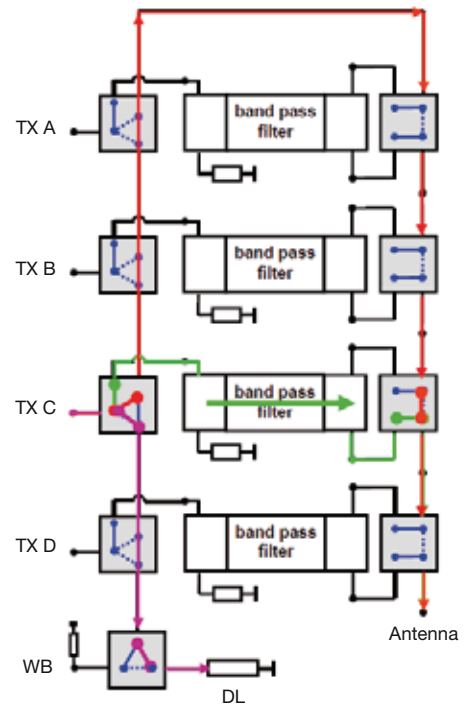 TX A
band pass
filter
TX B
band pass
filter
TX C
band pass
filter
TX D
band pass
filter
Antenna
WB
DL